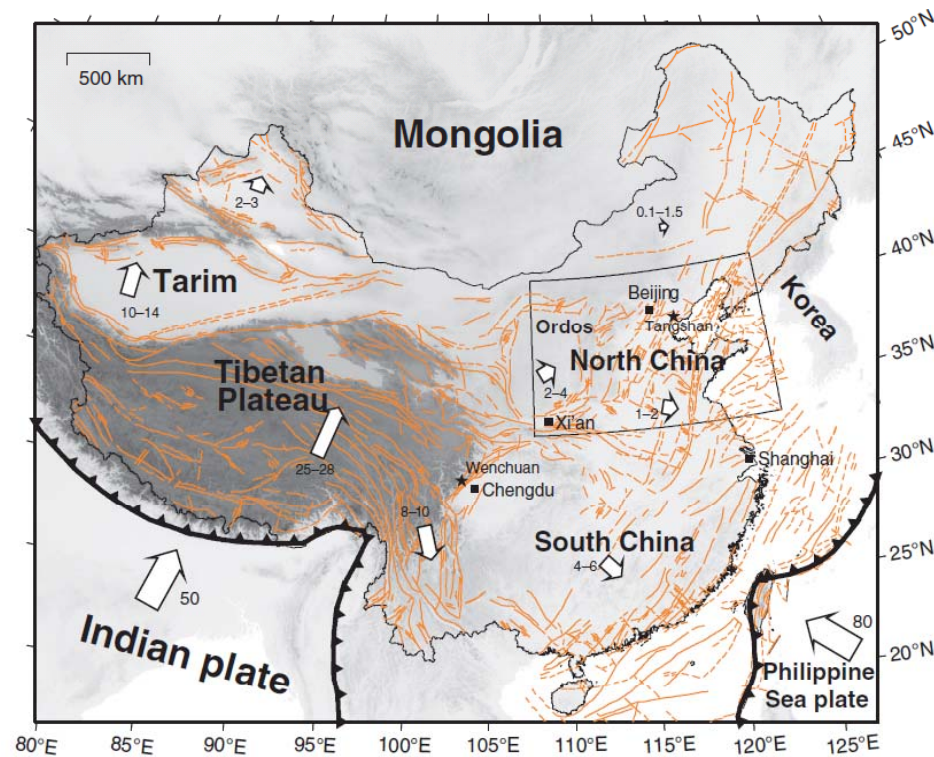 50°N
500 km
Mongolia
45°N
2–3
0.1–1.5
40°N
Tarim
10–14
Beijing
Tangshan
Ordos
Korea
North China
35°N
Tibetan
Plateau
2–4
1–2
Xi'an
25–28
30°N
Shanghai
Wenchuan
Chengdu
8–10
South China
4–6
25°N
50
80
Indian plate
20°N
Philippine
Sea plate
80°E
85°E
90°E
95°E
100°E
105°E
110°E
115°E
120°E
125°E